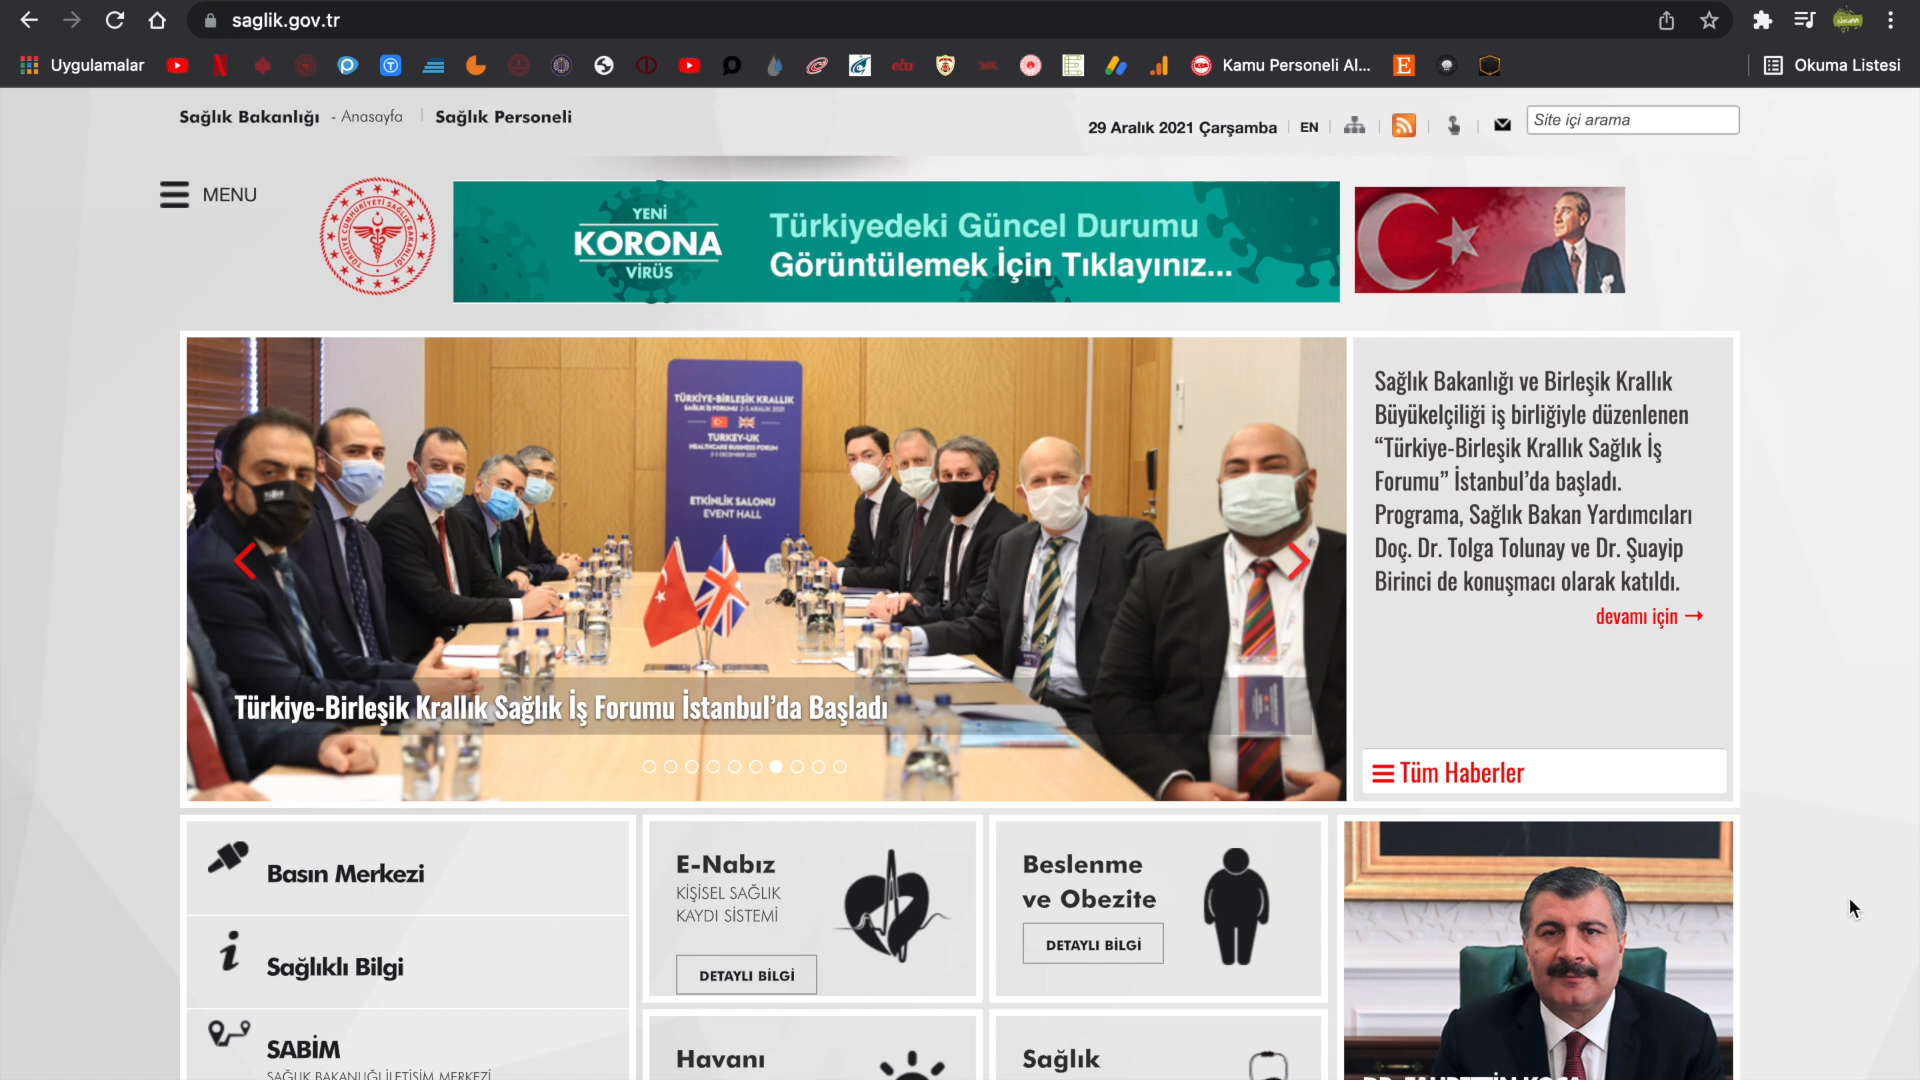 saglik.gov.tr
Uygulamalar
Kamu Personeli Al...
Okuma Listesi
Sağlık Bakanlığı - Anasayfa
Sağlık Personeli
29 Aralık 2021 Çarşamba
EN
Site içi arama
MENU
YENİ
KORONA
VİRÜS
Türkiyedeki Güncel Durumu
Görüntülemek İçin Tıklayınız...
TÜRKİYE-BİRLEŞİK KRALLIK
SAĞLIK İŞ FORUMU 2-3 ARALIK 2021
TURKEY-UK
HEALTHCARE BUSINESS FORUM
2-3 DECEMBER 2021
ETKİNLİK SALONU
EVENT HALL
Türkiye-Birleşik Krallık Sağlık İş Forumu İstanbul'da Başladı
Sağlık Bakanlığı ve Birleşik Krallık
Büyükelçiliği iş birliğiyle düzenlenen
“Türkiye-Birleşik Krallık Sağlık İş
Forumu” İstanbul’da başladı.
Programa, Sağlık Bakan Yardımcıları
Doç. Dr. Tolga Tolunay ve Dr. Şuayip
Birinci de konuşmacı olarak katıldı.
devamı için →
Tüm Haberler
Basın Merkezi
Sağlıklı Bilgi
SABİM
SAĞLIK BAKANLIĞI İLETİŞİM MERKEZİ
E-Nabız
KİŞİSEL SAĞLIK
KAYDI SİSTEMİ
DETAYLI BİLGİ
Beslenme
ve Obezite
DETAYLI BİLGİ
Havanı
Sağlık
DR. FAHRETTİN KOCA